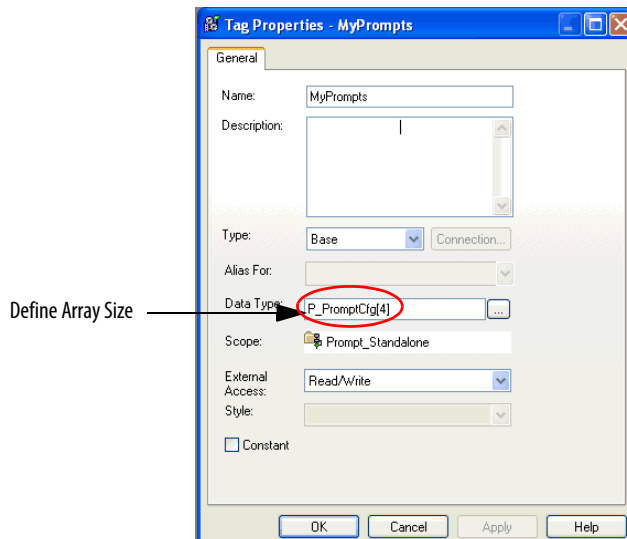 Tag Properties - MyPrompts
General
Name: MyPrompts
Description:
Type: Base Connection...
Alias For:
Define Array Size
Data Type: P_PromptCfg[4] ...
Scope: Prompt_Standalone
External Access: Read/Write
Style:
Constant
OK Cancel Apply Help